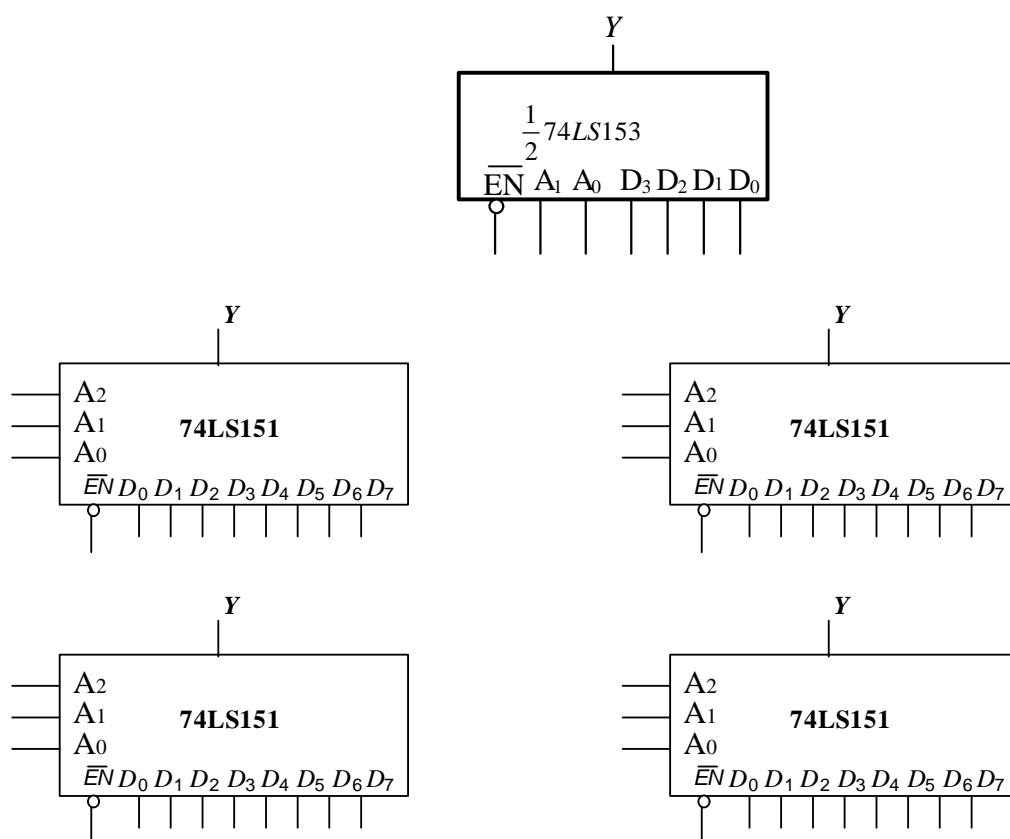 Y
1/2 74LS153
EN A1 A0 D3 D2 D1 D0
Y Y
A2 A2
A1 74LS151 A1 74LS151
A0 A0
EN D0 D1 D2 D3 D4 D5 D6 D7 EN D0 D1 D2 D3 D4 D5 D6 D7
Y Y
A2 A2
A1 74LS151 A1 74LS151
A0 A0
EN D0 D1 D2 D3 D4 D5 D6 D7 EN D0 D1 D2 D3 D4 D5 D6 D7